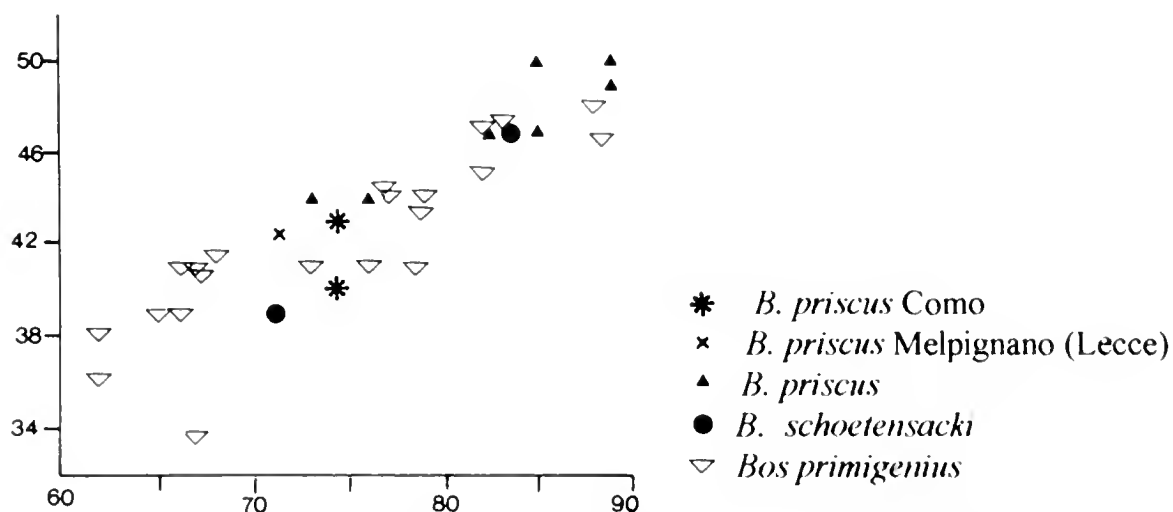 50
46
42
38
34
60 70 80 90
B. priscus Como
B. priscus Melpignano (Lecce)
B. priscus
B. schoetensacki
Bos primigenius